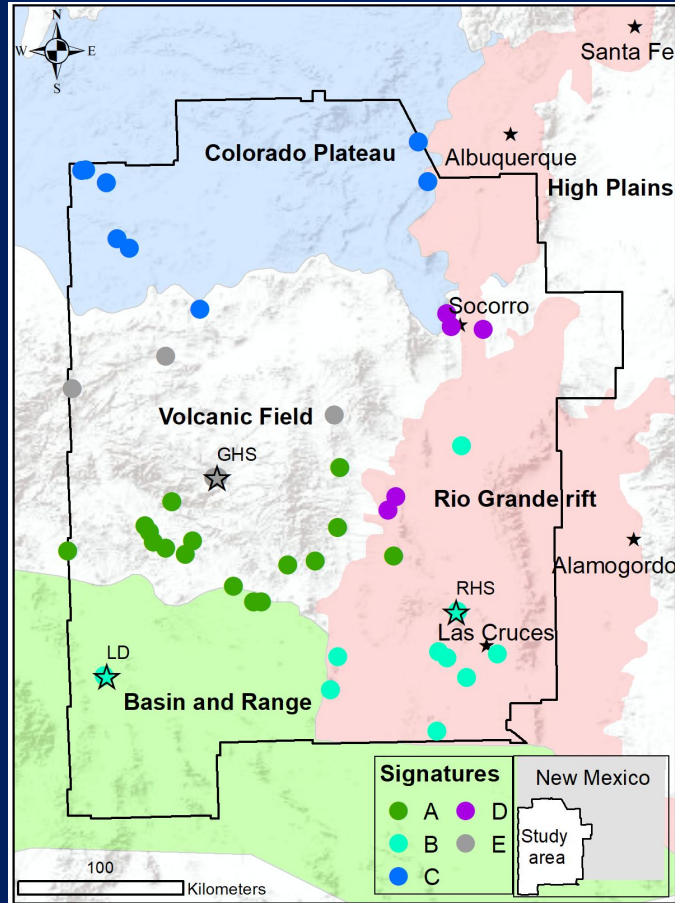 N
W E
S
Santa Fe
Albuquerque
Colorado Plateau
High Plains
Socorro
Volcanic Field
GHS
Rio Grande rift
Alamogordo
RHS
Las Cruces
LD
Basin and Range
Signatures
A D
B E
C
New Mexico
Study
area
100
Kilometers